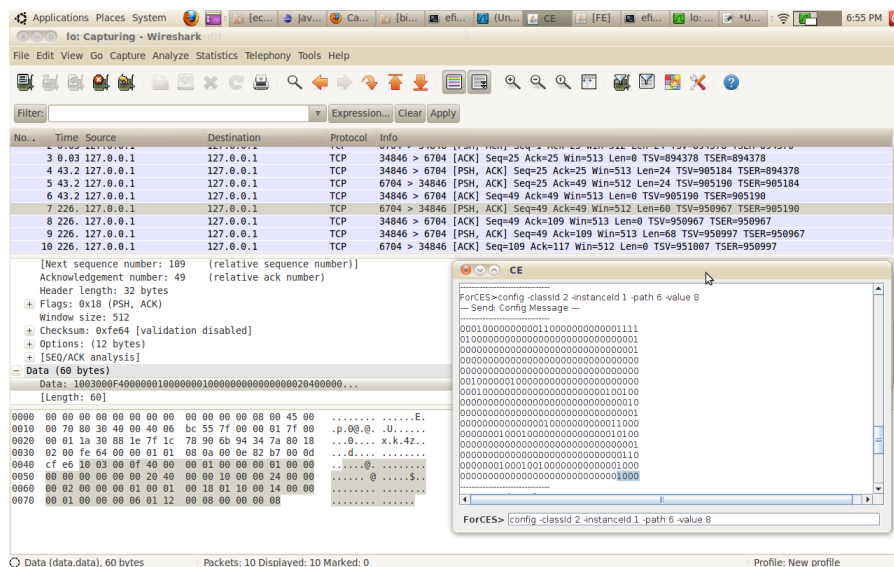 Applications Places System [ec... Jav... Ca... [bi... efi... (Un... CE [FE] efi... lo: ... *U... 6:55 PM
lo: Capturing - Wireshark
File Edit View Go Capture Analyze Statistics Telephony Tools Help
Filter: Expression... Clear Apply
No. . Time Source Destination Protocol Info
3 0.03 127.0.0.1 127.0.0.1 TCP 34846 > 6704 [ACK] Seq=25 Ack=25 Win=513 Len=0 TSV=894378 TSER=894378
4 43.2 127.0.0.1 127.0.0.1 TCP 34846 > 6704 [PSH, ACK] Seq=25 Ack=25 Win=513 Len=24 TSV=905184 TSER=894378
5 43.2 127.0.0.1 127.0.0.1 TCP 6704 > 34846 [PSH, ACK] Seq=25 Ack=49 Win=512 Len=24 TSV=905190 TSER=905184
6 43.2 127.0.0.1 127.0.0.1 TCP 34846 > 6704 [ACK] Seq=49 Ack=49 Win=513 Len=0 TSV=905190 TSER=905190
7 226. 127.0.0.1 127.0.0.1 TCP 6704 > 34846 [PSH, ACK] Seq=49 Ack=49 Win=512 Len=60 TSV=950967 TSER=905190
8 226. 127.0.0.1 127.0.0.1 TCP 34846 > 6704 [ACK] Seq=49 Ack=109 Win=513 Len=0 TSV=950967 TSER=950967
9 226. 127.0.0.1 127.0.0.1 TCP 34846 > 6704 [PSH, ACK] Seq=49 Ack=109 Win=513 Len=68 TSV=950997 TSER=950967
10 226. 127.0.0.1 127.0.0.1 TCP 6704 > 34846 [ACK] Seq=109 Ack=117 Win=512 Len=0 TSV=951007 TSER=950997
[Next sequence number: 109 (relative sequence number)]
Acknowledgement number: 49 (relative ack number)
Header length: 32 bytes
Flags: 0x18 (PSH, ACK)
Window size: 512
Checksum: 0xfe64 [validation disabled]
Options: (12 bytes)
[SEQ/ACK analysis]
Data (60 bytes)
Data: 1003000F4000000100000001000000000000000020400000...
[Length: 60]
0000 00 00 00 00 00 00 00 00 00 00 00 00 08 00 45 00 ........ ......E.
0010 00 70 80 30 40 00 40 06 bc 55 7f 00 00 01 7f 00 .p.0@.@. .U......
0020 00 01 1a 30 88 1e 7f 1c 78 90 6b 94 34 7a 80 18 ...0.... x.k.4z..
0030 02 00 fe 64 00 00 01 01 08 0a 00 0e 82 b7 00 0d ...d.... ........
0040 cf e6 10 03 00 0f 40 00 00 01 00 00 00 01 00 00 ......@. ........
0050 00 00 00 00 00 00 20 40 00 00 10 00 00 24 00 00 ...... @ .....$..
0060 00 02 00 00 00 01 00 01 00 18 01 10 00 14 00 00 ........ ........
0070 00 01 00 00 00 06 01 12 00 08 00 00 00 08 ........ ......
CE
ForCES>config -classId 2 -instanceId 1 -path 6 -value 8
--- Send: Config Message ---
00010000000000110000000000001111
01000000000000000000000000000001
00000000000000000000000000000001
00000000000000000000000000000000
00000000000000000000000000000000
00100000010000000000000000000000
00010000000000000000000000100100
00000000000000000000000000000010
00000000000000000000000000000001
00000000000000010000000000011000
00000001000100000000000000010100
00000000000000000000000000000001
00000000000000000000000000000110
00000001000100100000000000001000
00000000000000000000000000001000
ForCES> config -classId 2 -instanceId 1 -path 6 -value 8
Data (data.data), 60 bytes Packets: 10 Displayed: 10 Marked: 0 Profile: New profile